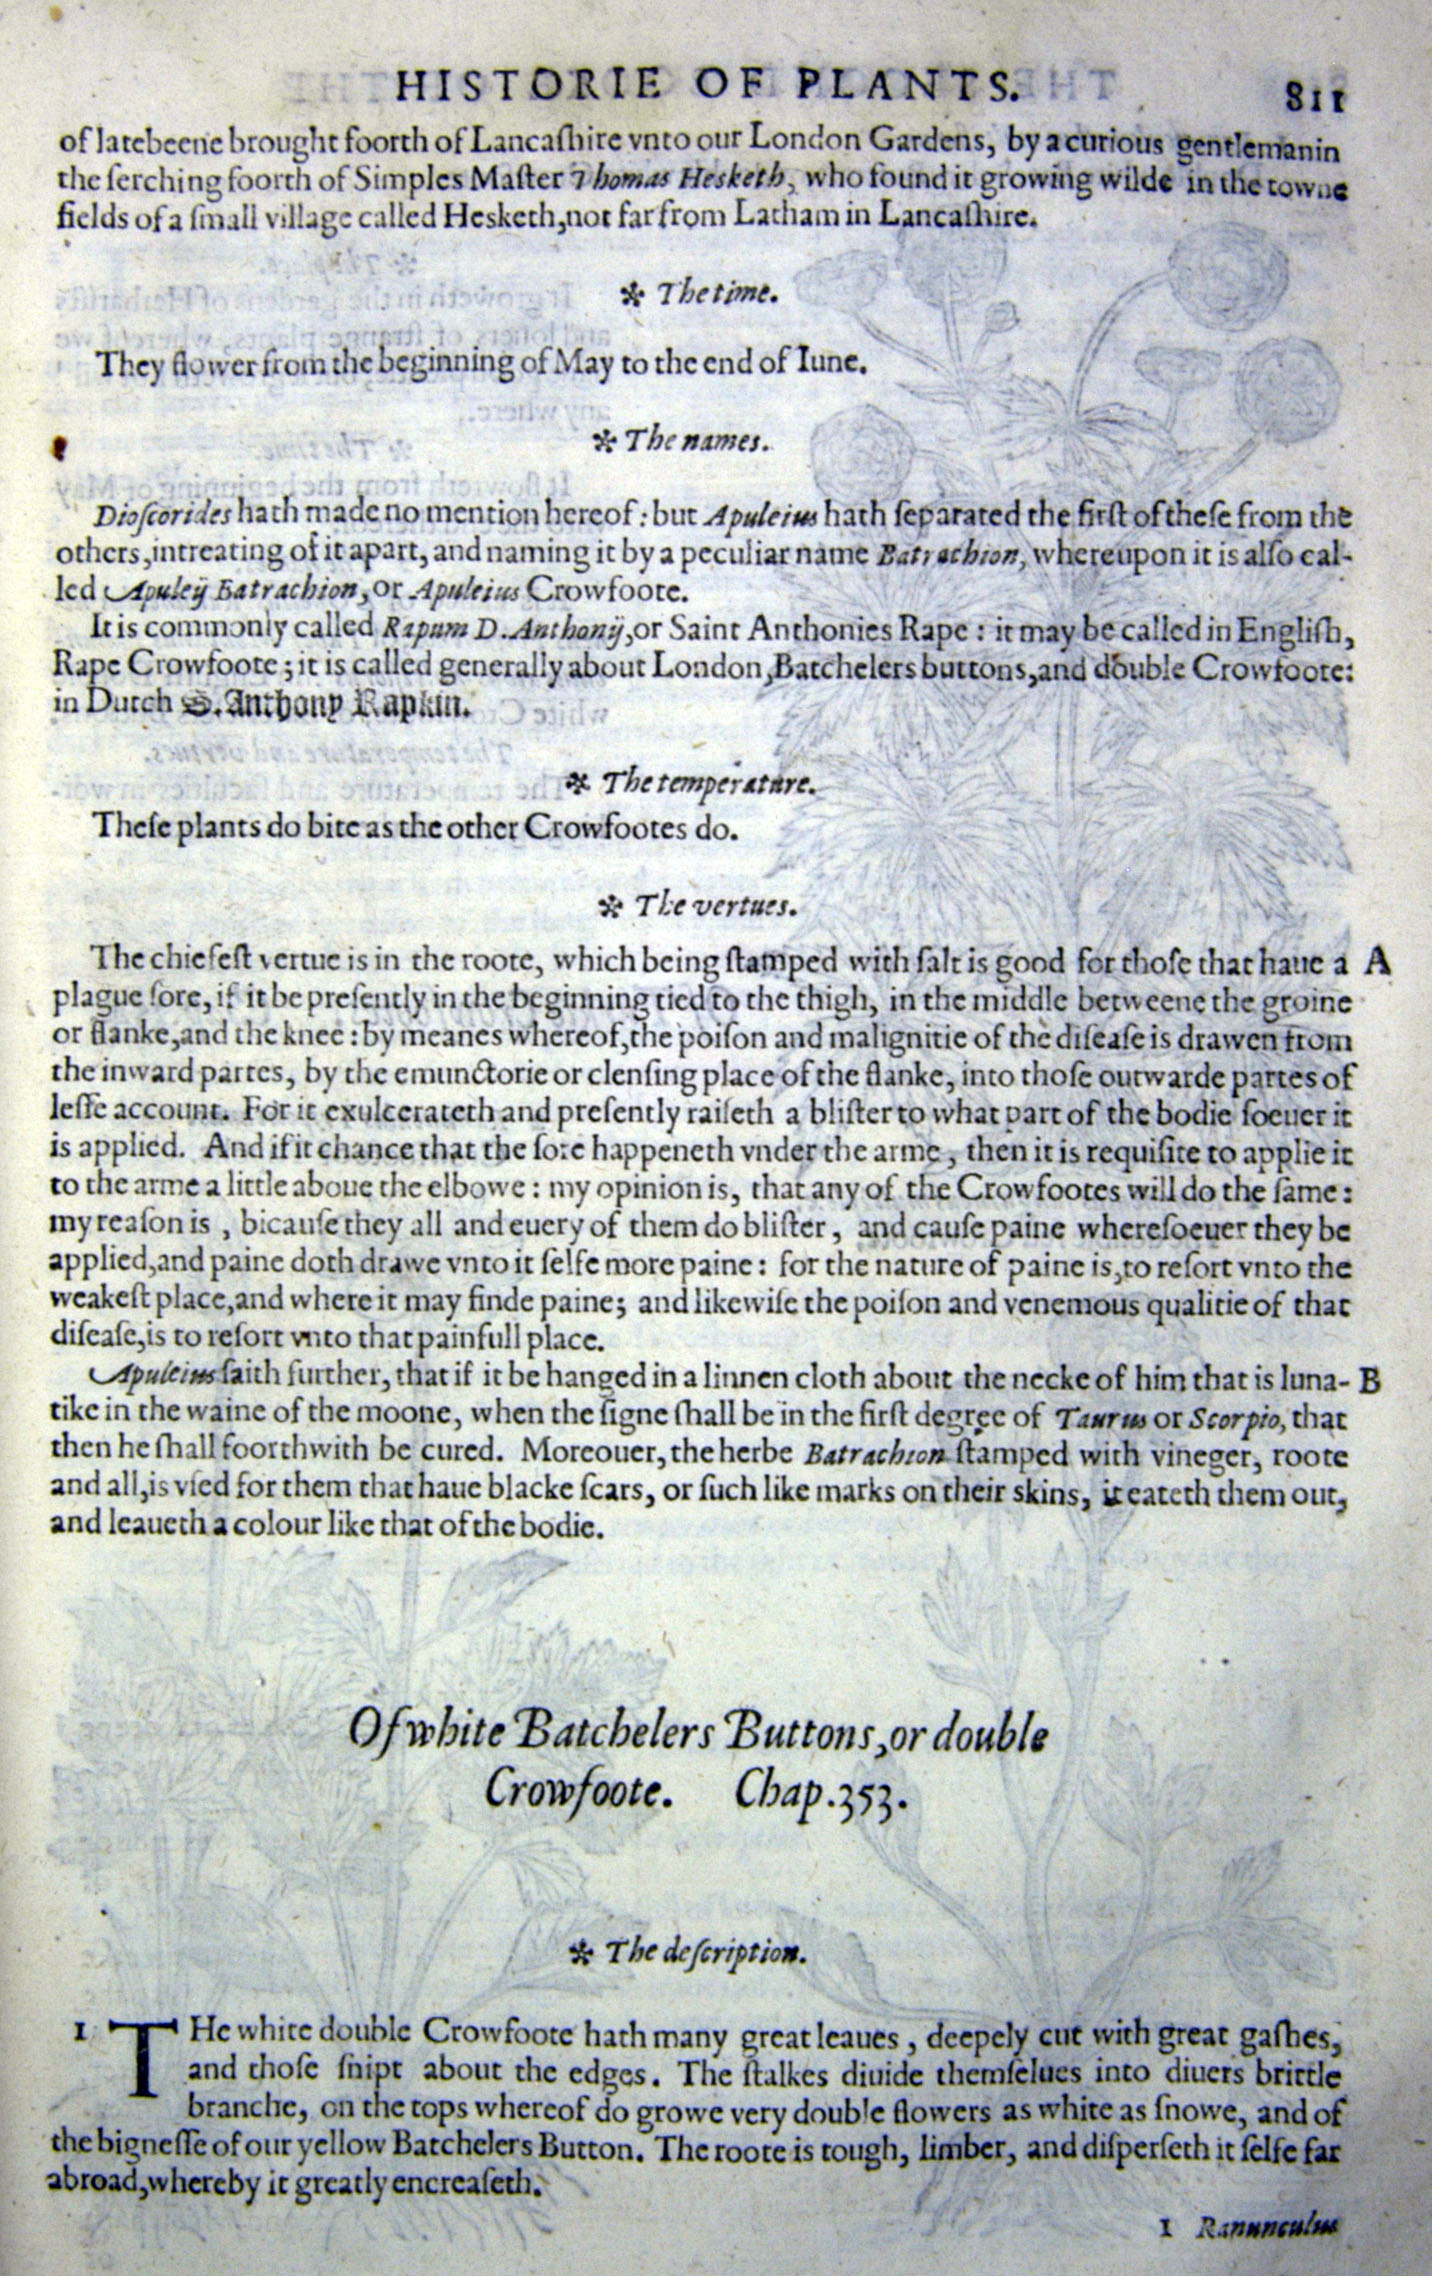 HISTORIE OF PLANTS. 811
of late beene brought foorth of Lancaſhire vnto our London Gardens, by a curious gentleman in
the ſerching foorth of Simples Maſter Thomas Hesketh, who found it growing wilde in the towne
fields of a ſmall village called Hesketh, not far from Latham in Lancaſhire.
✻ The time.
They flower from the beginning of May to the end of Iune.
✻ The names.
Dioſcorides hath made no mention hereof: but Apuleius hath ſeparated the firſt of theſe from the
others, intreating of it apart, and naming it by a peculiar name Batrachion, whereupon it is alſo cal-
led Apuleij Batrachion, or Apuleius Crowfoote.
It is commonly called Rapum D. Anthonij, or Saint Anthonies Rape: it may be called in Engliſh,
Rape Crowfoote; it is called generally about London, Batchelers buttons, and double Crowfoote:
in Dutch S. Anthony Rapkin.
✻ The temperature.
Theſe plants do bite as the other Crowfootes do.
✻ The vertues.
The chiefeſt vertue is in the roote, which being ſtamped with ſalt is good for thoſe that haue a A
plague ſore, if it be preſently in the beginning tied to the thigh, in the middle betweene the groine
or flanke, and the knee: by meanes whereof, the poiſon and malignitie of the diſeaſe is drawen from
the inward partes, by the emunctorie or clenſing place of the flanke, into thoſe outwarde partes of
leſſe account. For it exulcerateth and preſently raiſeth a bliſter to what part of the bodie ſoeuer it
is applied. And if it chance that the ſore happeneth vnder the arme, then it is requiſite to applie it
to the arme a little aboue the elbowe: my opinion is, that any of the Crowfootes will do the ſame:
my reaſon is, bicauſe they all and euery of them do bliſter, and cauſe paine whereſoeuer they be
applied, and paine doth drawe vnto it ſelfe more paine: for the nature of paine is, to reſort vnto the
weakeſt place, and where it may finde paine; and likewiſe the poiſon and venemous qualitie of that
diſeaſe, is to reſort vnto that painfull place.
Apuleius ſaith further, that if it be hanged in a linnen cloth about the necke of him that is luna- B
tike in the waine of the moone, when the ſigne ſhall be in the firſt degree of Taurus or Scorpio, that
then he ſhall foorthwith be cured. Moreouer, the herbe Batrachion ſtamped with vineger, roote
and all, is vſed for them that haue blacke ſcars, or ſuch like marks on their skins, it eateth them out,
and leaueth a colour like that of the bodie.
Of white Batchelers Buttons, or double
Crowfoote. Chap. 353.
✻ The deſcription.
1 THe white double Crowfoote hath many great leaues, deepely cut with great gaſhes,
and thoſe ſnipt about the edges. The ſtalkes diuide themſelues into diuers brittle
branche, on the tops whereof do growe very double flowers as white as ſnowe, and of
the bigneſſe of our yellow Batchelers Button. The roote is tough, limber, and diſperſeth it ſelfe far
abroad, whereby it greatly encreaſeth.
1 Ranunculus